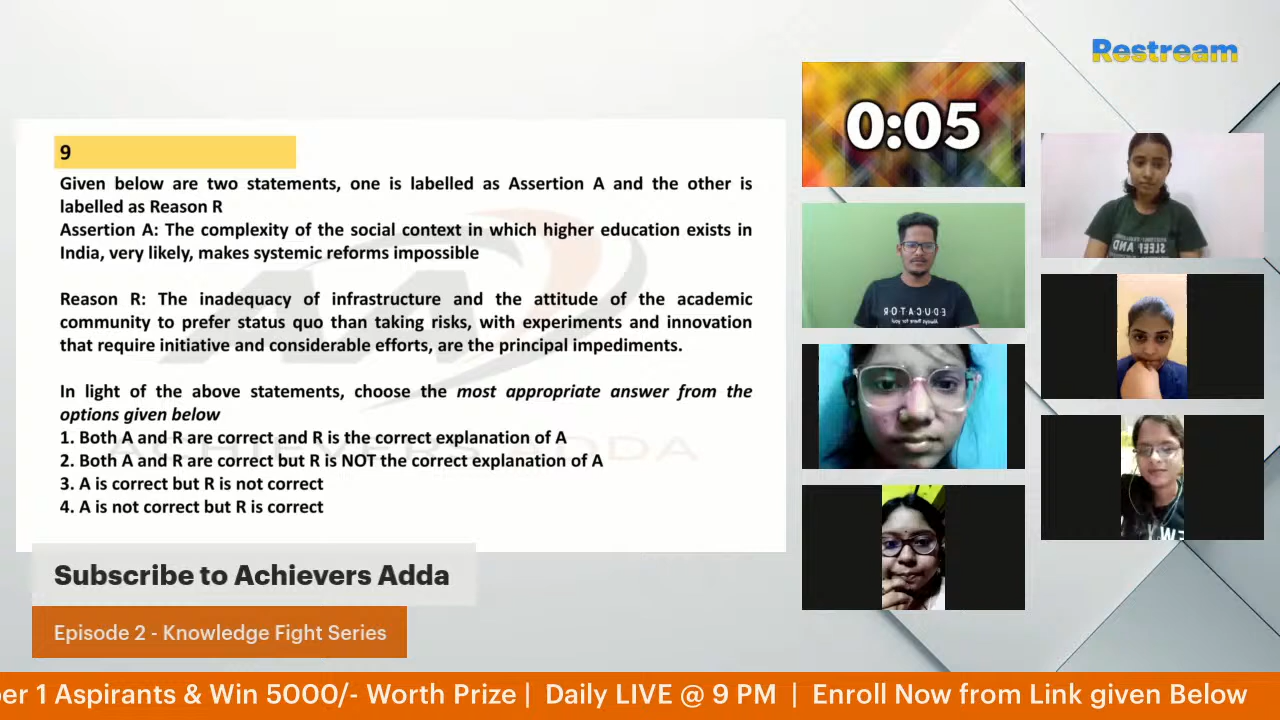 Restream
0:05
9
Given below are two statements, one is labelled as Assertion A and the other is
labelled as Reason R
Assertion A: The complexity of the social context in which higher education exists in
India, very likely, makes systemic reforms impossible
Reason R: The inadequacy of infrastructure and the attitude of the academic
community to prefer status quo than taking risks, with experiments and innovation
that require initiative and considerable efforts, are the principal impediments.
In light of the above statements, choose the most appropriate answer from the
options given below
1. Both A and R are correct and R is the correct explanation of A
2. Both A and R are correct but R is NOT the correct explanation of A
3. A is correct but R is not correct
4. A is not correct but R is correct
ACHIEVERS ADDA
EDUCATOR
SLEEP AND
Subscribe to Achievers Adda
Episode 2 - Knowledge Fight Series
er 1 Aspirants & Win 5000/- Worth Prize | Daily LIVE @ 9 PM | Enroll Now from Link given Below